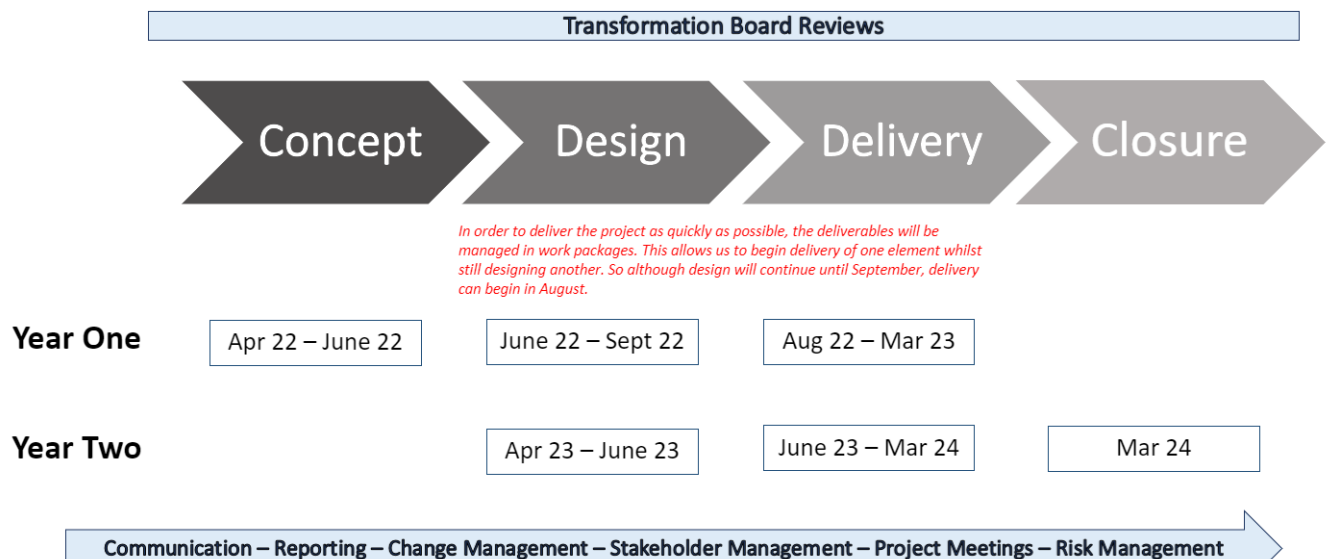 Transformation Board Reviews
Concept
Design
Delivery
Closure
In order to deliver the project as quickly as possible, the deliverables will be
managed in work packages. This allows us to begin delivery of one element whilst
still designing another. So although design will continue until September, delivery
can begin in August.
Year One
Apr 22 – June 22
June 22 – Sept 22
Aug 22 – Mar 23
Year Two
Apr 23 – June 23
June 23 – Mar 24
Mar 24
Communication – Reporting – Change Management – Stakeholder Management – Project Meetings – Risk Management